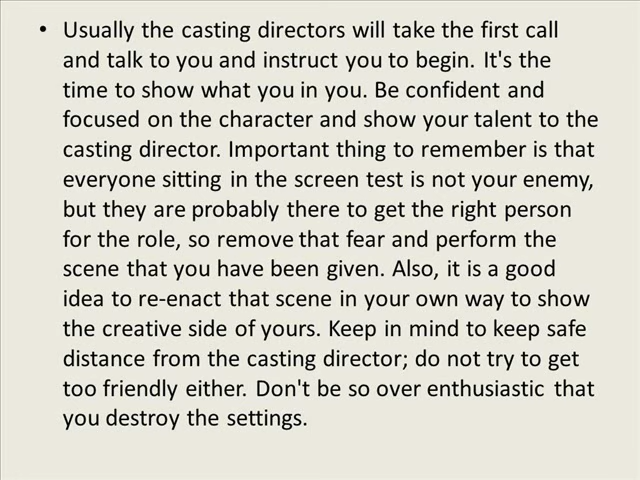 • Usually the casting directors will take the first call
and talk to you and instruct you to begin. It's the
time to show what you in you. Be confident and
focused on the character and show your talent to the
casting director. Important thing to remember is that
everyone sitting in the screen test is not your enemy,
but they are probably there to get the right person
for the role, so remove that fear and perform the
scene that you have been given. Also, it is a good
idea to re-enact that scene in your own way to show
the creative side of yours. Keep in mind to keep safe
distance from the casting director; do not try to get
too friendly either. Don't be so over enthusiastic that
you destroy the settings.